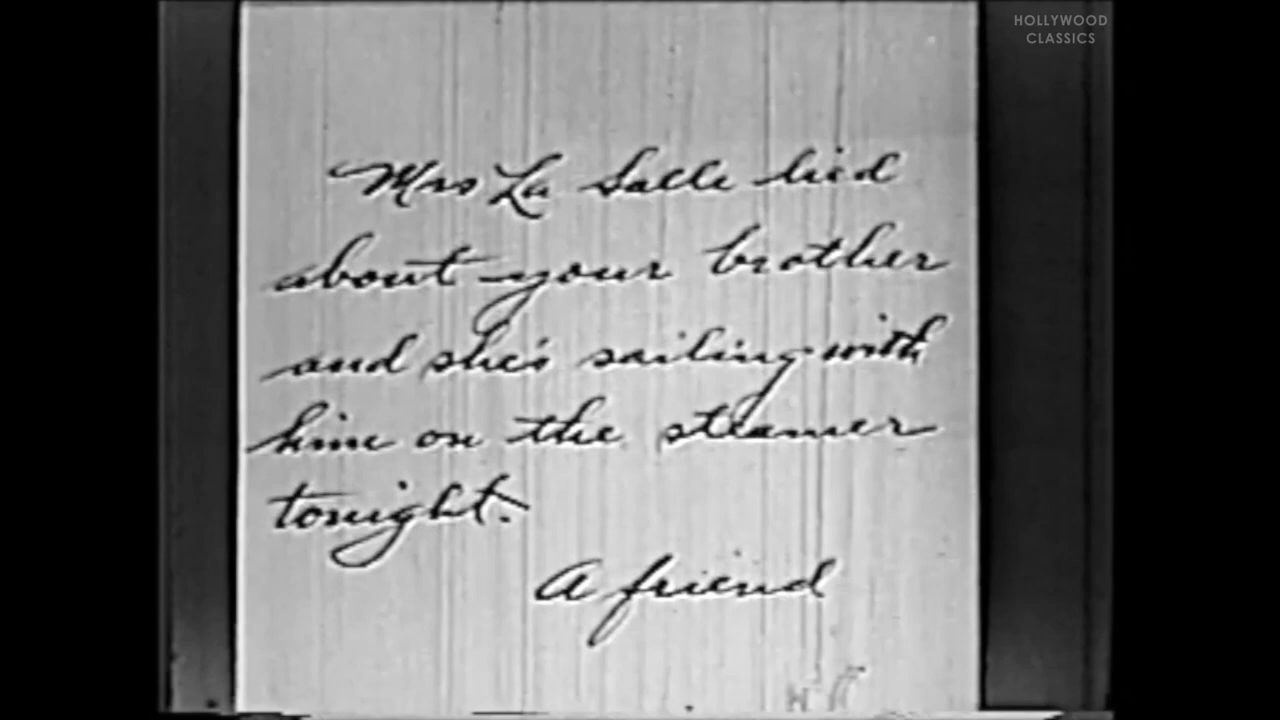 HOLLYWOOD
CLASSICS
Mrs La Salle lied
about your brother
and she's sailing with
him on the steamer
tonight.
A friend